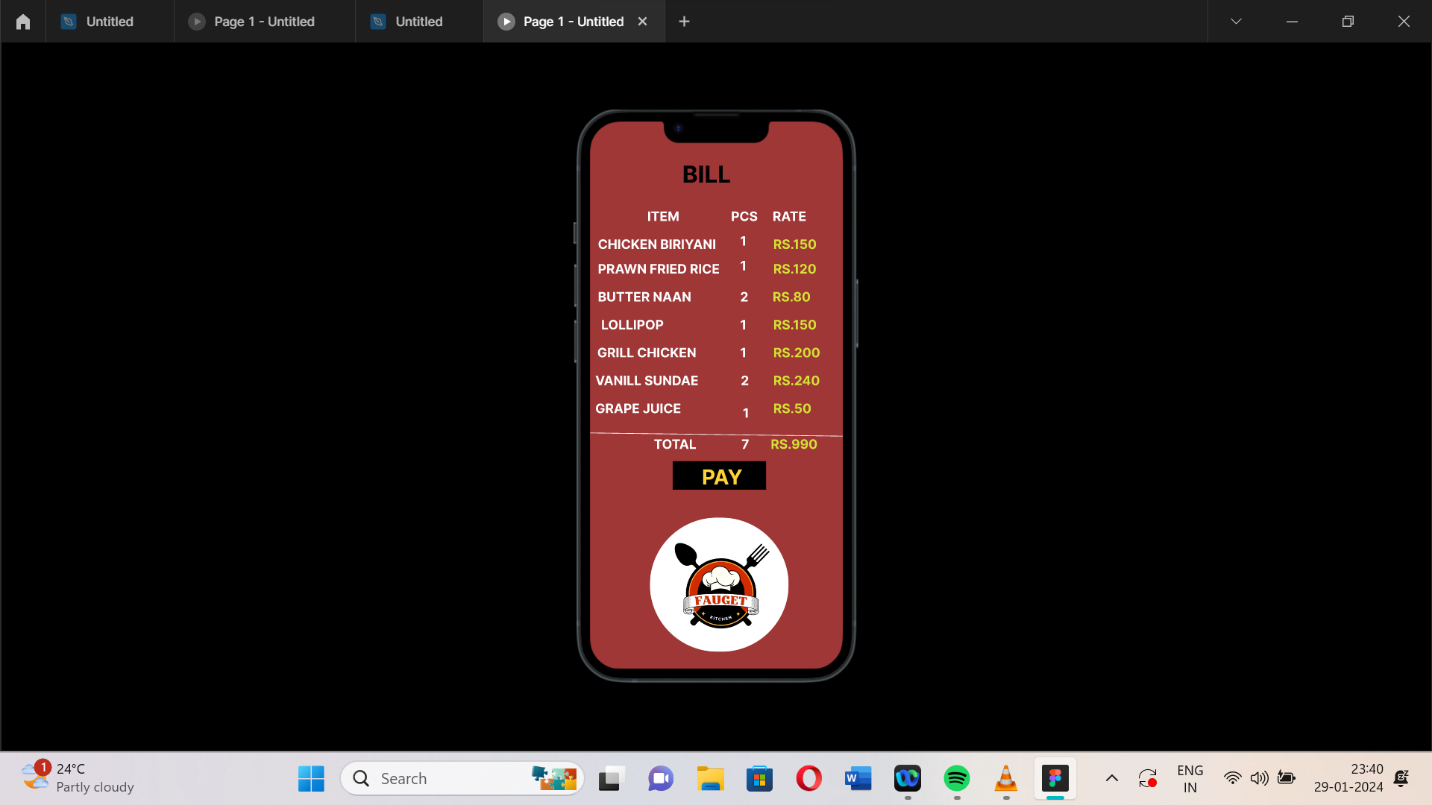 Untitled Page 1 - Untitled Untitled Page 1 - Untitled
BILL
ITEM PCS RATE
CHICKEN BIRIYANI 1 RS.150
PRAWN FRIED RICE 1 RS.120
BUTTER NAAN 2 RS.80
LOLLIPOP 1 RS.150
GRILL CHICKEN 1 RS.200
VANILL SUNDAE 2 RS.240
GRAPE JUICE 1 RS.50
TOTAL 7 RS.990
PAY
FAUGET
KITCHEN
1
24°C
Partly cloudy
Search
W
ENG
IN
23:40
29-01-2024